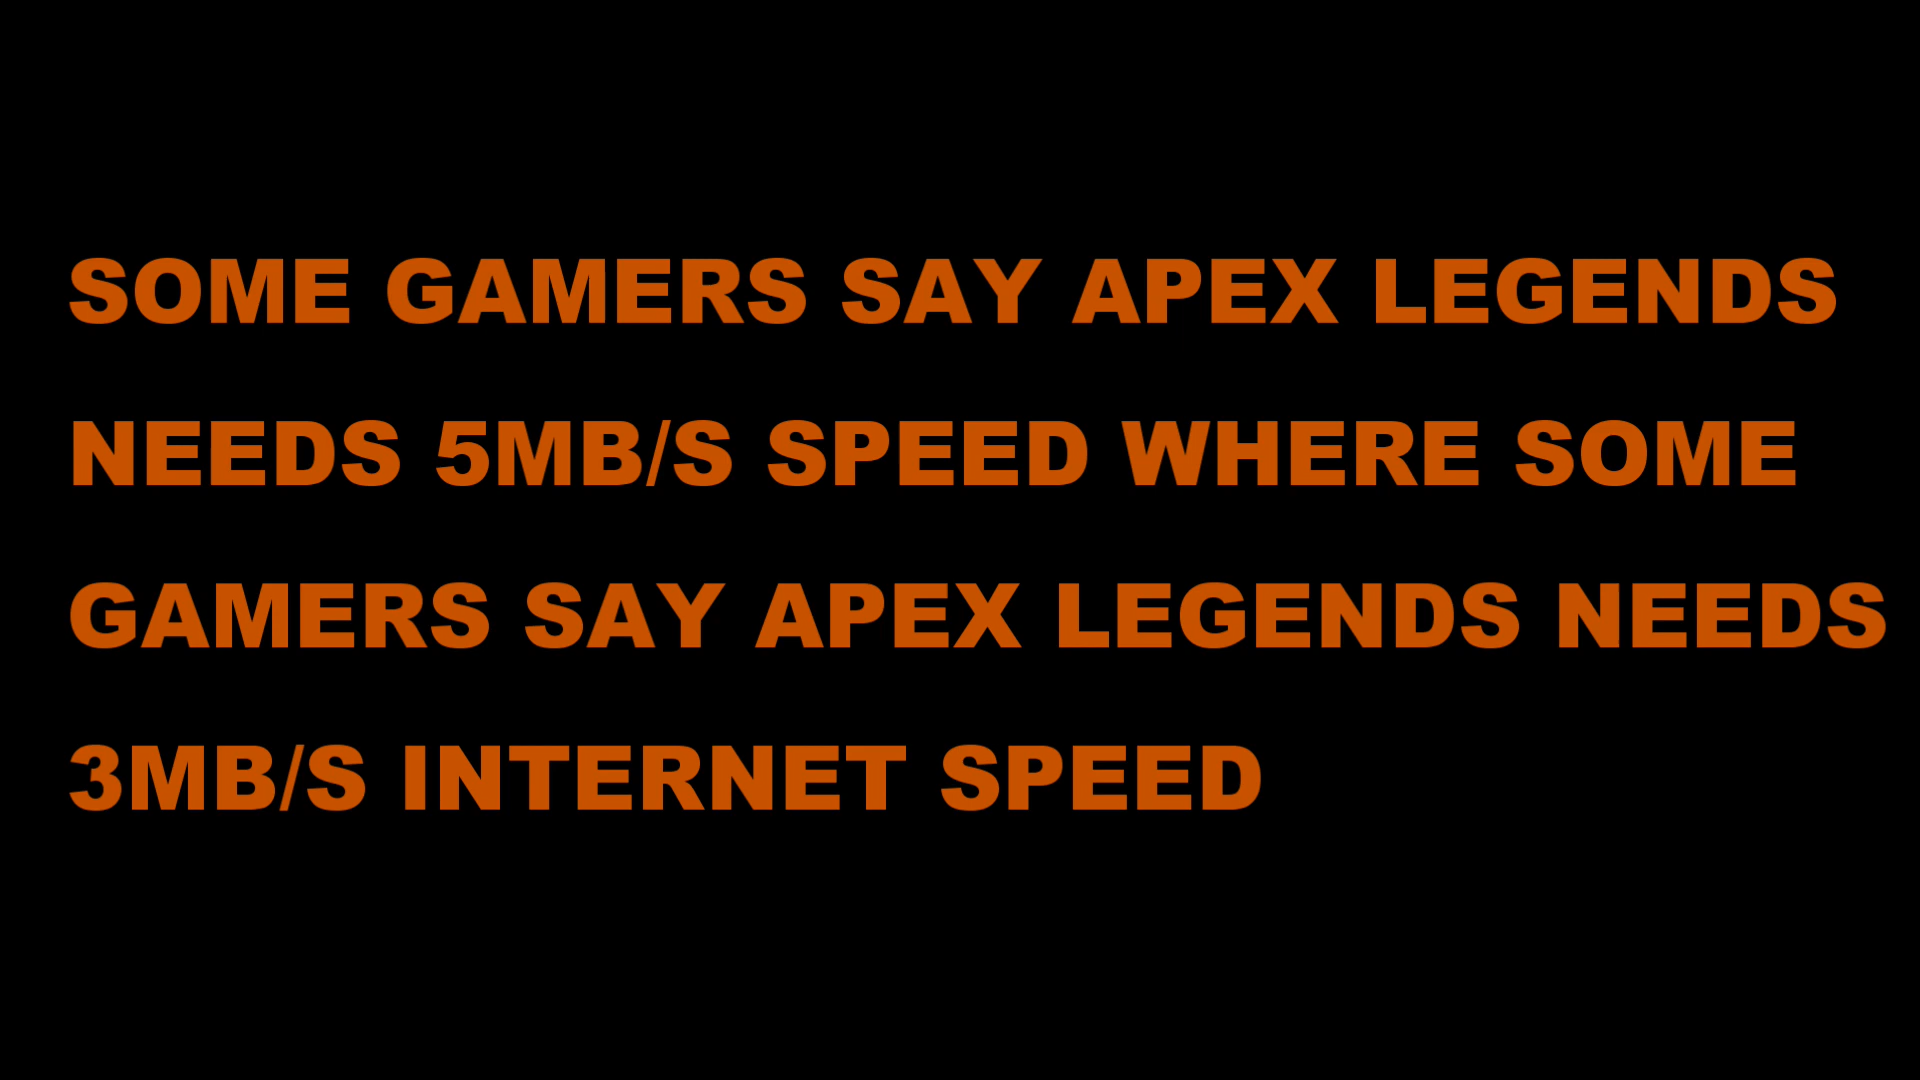 SOME GAMERS SAY APEX LEGENDS
NEEDS 5MB/S SPEED WHERE SOME
GAMERS SAY APEX LEGENDS NEEDS
3MB/S INTERNET SPEED